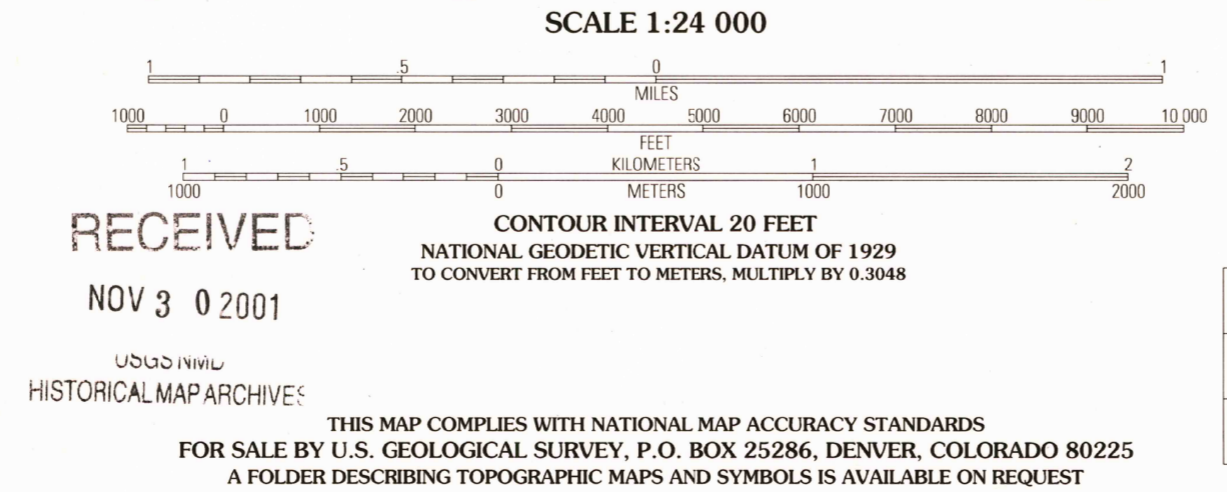 SCALE 1:24 000
1 .5 0 1
MILES
1000 0 1000 2000 3000 4000 5000 6000 7000 8000 9000 10 000
FEET
1 .5 0 KILOMETERS 1 2
1000 0 METERS 1000 2000
RECEIVED
NOV 3 0 2001
USGS NMD
HISTORICAL MAP ARCHIVES
CONTOUR INTERVAL 20 FEET
NATIONAL GEODETIC VERTICAL DATUM OF 1929
TO CONVERT FROM FEET TO METERS, MULTIPLY BY 0.3048
THIS MAP COMPLIES WITH NATIONAL MAP ACCURACY STANDARDS
FOR SALE BY U.S. GEOLOGICAL SURVEY, P.O. BOX 25286, DENVER, COLORADO 80225
A FOLDER DESCRIBING TOPOGRAPHIC MAPS AND SYMBOLS IS AVAILABLE ON REQUEST